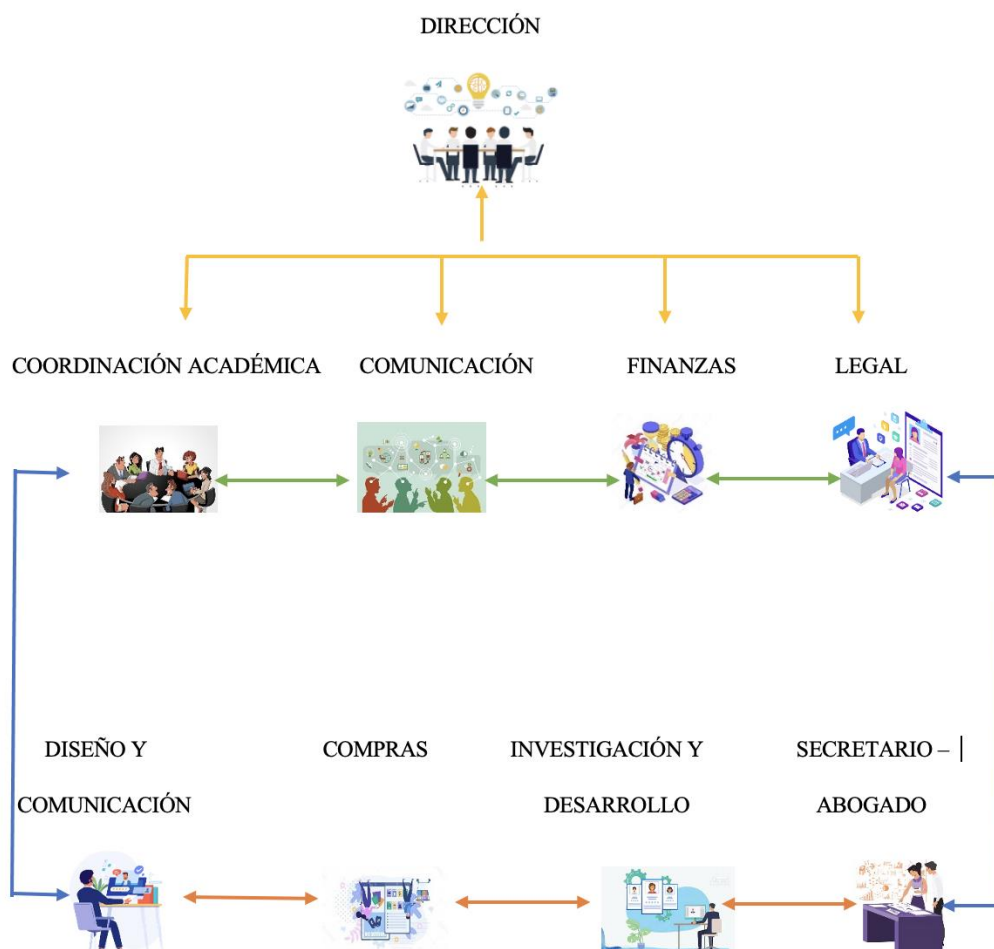 DIRECCIÓN
COORDINACIÓN ACADÉMICA COMUNICACIÓN FINANZAS LEGAL
DISEÑO Y COMPRAS INVESTIGACIÓN Y SECRETARIO –
COMUNICACIÓN DESARROLLO ABOGADO